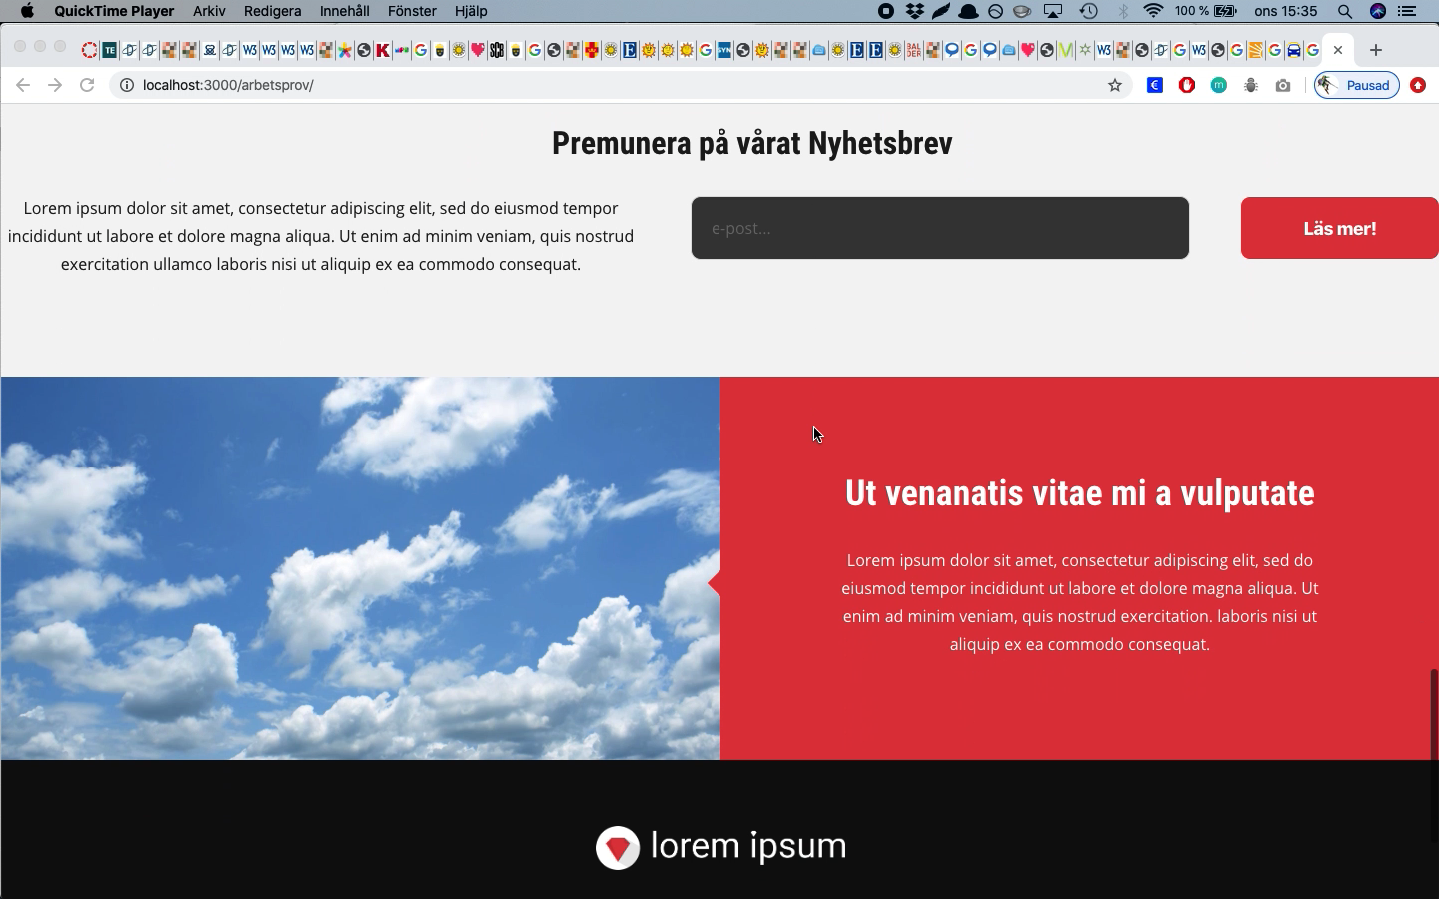 QuickTime Player Arkiv Redigera Innehåll Fönster Hjälp 100 % ons 15:35
localhost:3000/arbetsprov/ Pausad
Premunera på vårat Nyhetsbrev
Lorem ipsum dolor sit amet, consectetur adipiscing elit, sed do eiusmod tempor
incididunt ut labore et dolore magna aliqua. Ut enim ad minim veniam, quis nostrud
exercitation ullamco laboris nisi ut aliquip ex ea commodo consequat.
e-post...
Läs mer!
Ut venanatis vitae mi a vulputate
Lorem ipsum dolor sit amet, consectetur adipiscing elit, sed do
eiusmod tempor incididunt ut labore et dolore magna aliqua. Ut
enim ad minim veniam, quis nostrud exercitation. laboris nisi ut
aliquip ex ea commodo consequat.
lorem ipsum